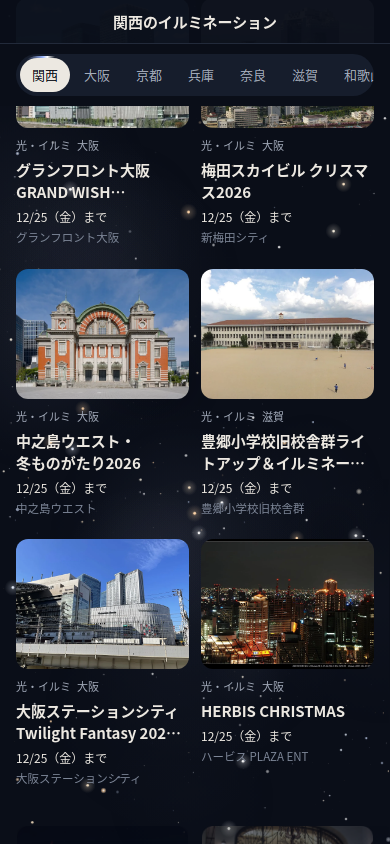 関西のイルミネーション
関西 大阪 京都 兵庫 奈良 滋賀 和歌
光・イルミ 大阪
グランフロント大阪
GRAND WISH…
12/25（金）まで
グランフロント大阪
光・イルミ 大阪
梅田スカイビル クリスマ
ス2026
12/25（金）まで
新梅田シティ
光・イルミ 大阪
中之島ウエスト・
冬ものがたり2026
12/25（金）まで
中之島ウエスト
光・イルミ 滋賀
豊郷小学校旧校舎群ライ
トアップ＆イルミネー…
12/25（金）まで
豊郷小学校旧校舎群
光・イルミ 大阪
大阪ステーションシティ
Twilight Fantasy 202…
12/25（金）まで
大阪ステーションシティ
光・イルミ 大阪
HERBIS CHRISTMAS
12/25（金）まで
ハービス PLAZA ENT